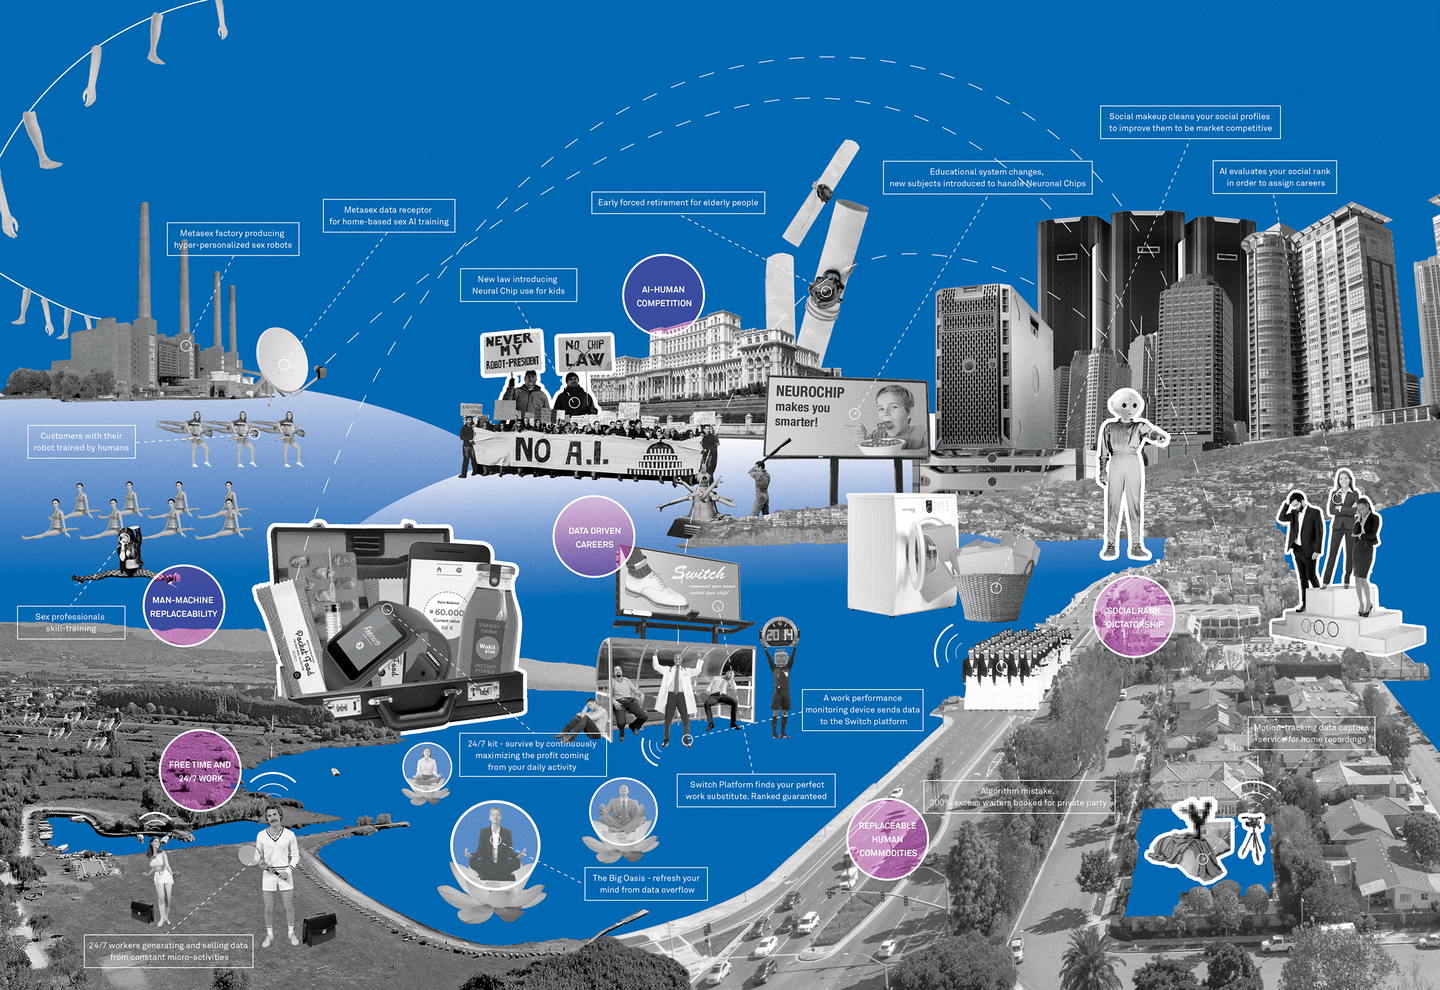 Social makeup cleans your social profiles
to improve them to be market competitive
Educational system changes,
new subjects introduced to handle Neuronal Chips
AI evaluates your social rank
in order to assign careers
Early forced retirement for elderly people
Metasex data receptor
for home-based sex AI training
Metasex factory producing
hyper-personalized sex robots
New law introducing
Neural Chip use for kids
AI-HUMAN
COMPETITION
NEVER
MY
ROBOT-PRESIDENT
NO CHIP
LAW
NO A.I.
NEUROCHIP
makes you
smarter!
Customers with their
robot trained by humans
DATA DRIVEN
CAREERS
Switch
MAN-MACHINE
REPLACEABILITY
Sex professionals
skill-training
Pocket Food
Point Balance
60.000
Current value
60 €
ENERGY
DRINK
Wakit
plus
INSTANT
POWER
20 14
SOCIAL RANK
DICTATORSHIP
A work performance
monitoring device sends data
to the Switch platform
24/7 kit - survive by continuously
maximizing the profit coming
from your daily activity
Switch Platform finds your perfect
work substitute. Ranked guaranteed
Motion-tracking data capture
service for home recordings
FREE TIME AND
24/7 WORK
Algorithm mistake,
300% excess waiters booked for private party
REPLACEABLE
HUMAN
COMMODITIES
The Big Oasis - refresh your
mind from data overflow
24/7 workers generating and selling data
from constant micro-activities